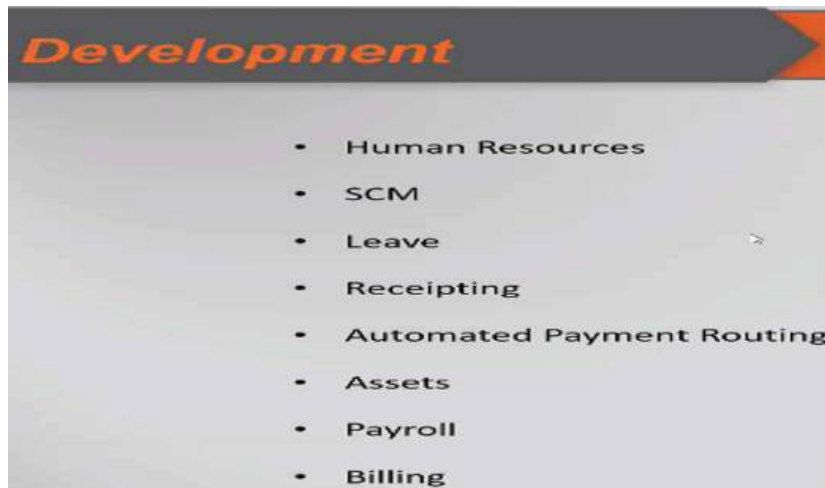 Development
• Human Resources
• SCM
• Leave
• Receipting
• Automated Payment Routing
• Assets
• Payroll
• Billing